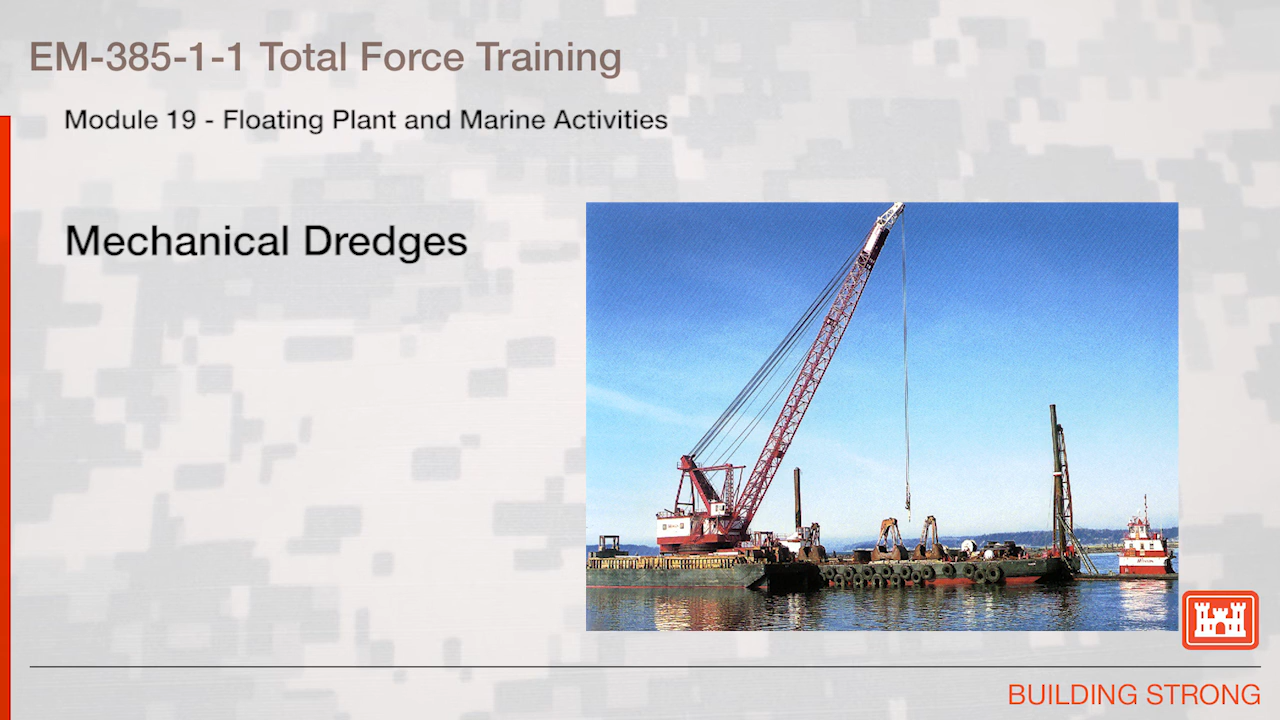 EM-385-1-1 Total Force Training
Module 19 - Floating Plant and Marine Activities
Mechanical Dredges
BUILDING STRONG